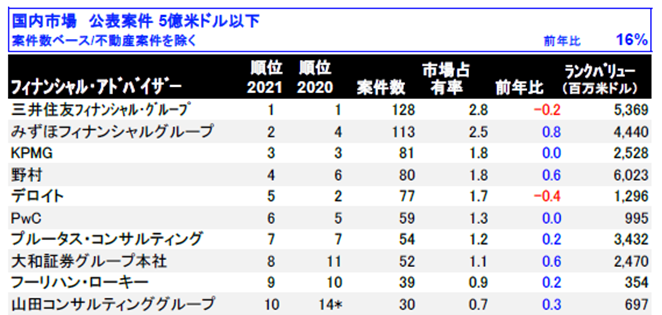 国内市場 公表案件 5億米ドル以下
案件数ベース/不動産案件を除く 前年比 16%
フィナンシャル・アドバイザー 順位 2021 順位 2020 案件数 市場占有率 前年比 ランクバリュー (百万米ドル)
三井住友フィナンシャル・グループ 1 1 128 2.8 -0.2 5,369
みずほフィナンシャルグループ 2 4 113 2.5 0.8 4,440
KPMG 3 3 81 1.8 0.0 2,528
野村 4 6 80 1.8 0.6 6,023
デロイト 5 2 77 1.7 -0.4 1,296
PwC 6 5 59 1.3 0.0 995
プルータス・コンサルティング 7 7 54 1.2 0.2 3,432
大和証券グループ本社 8 11 52 1.1 0.6 2,470
フーリハン・ローキー 9 10 39 0.9 0.2 354
山田コンサルティンググループ 10 14* 30 0.7 0.3 697